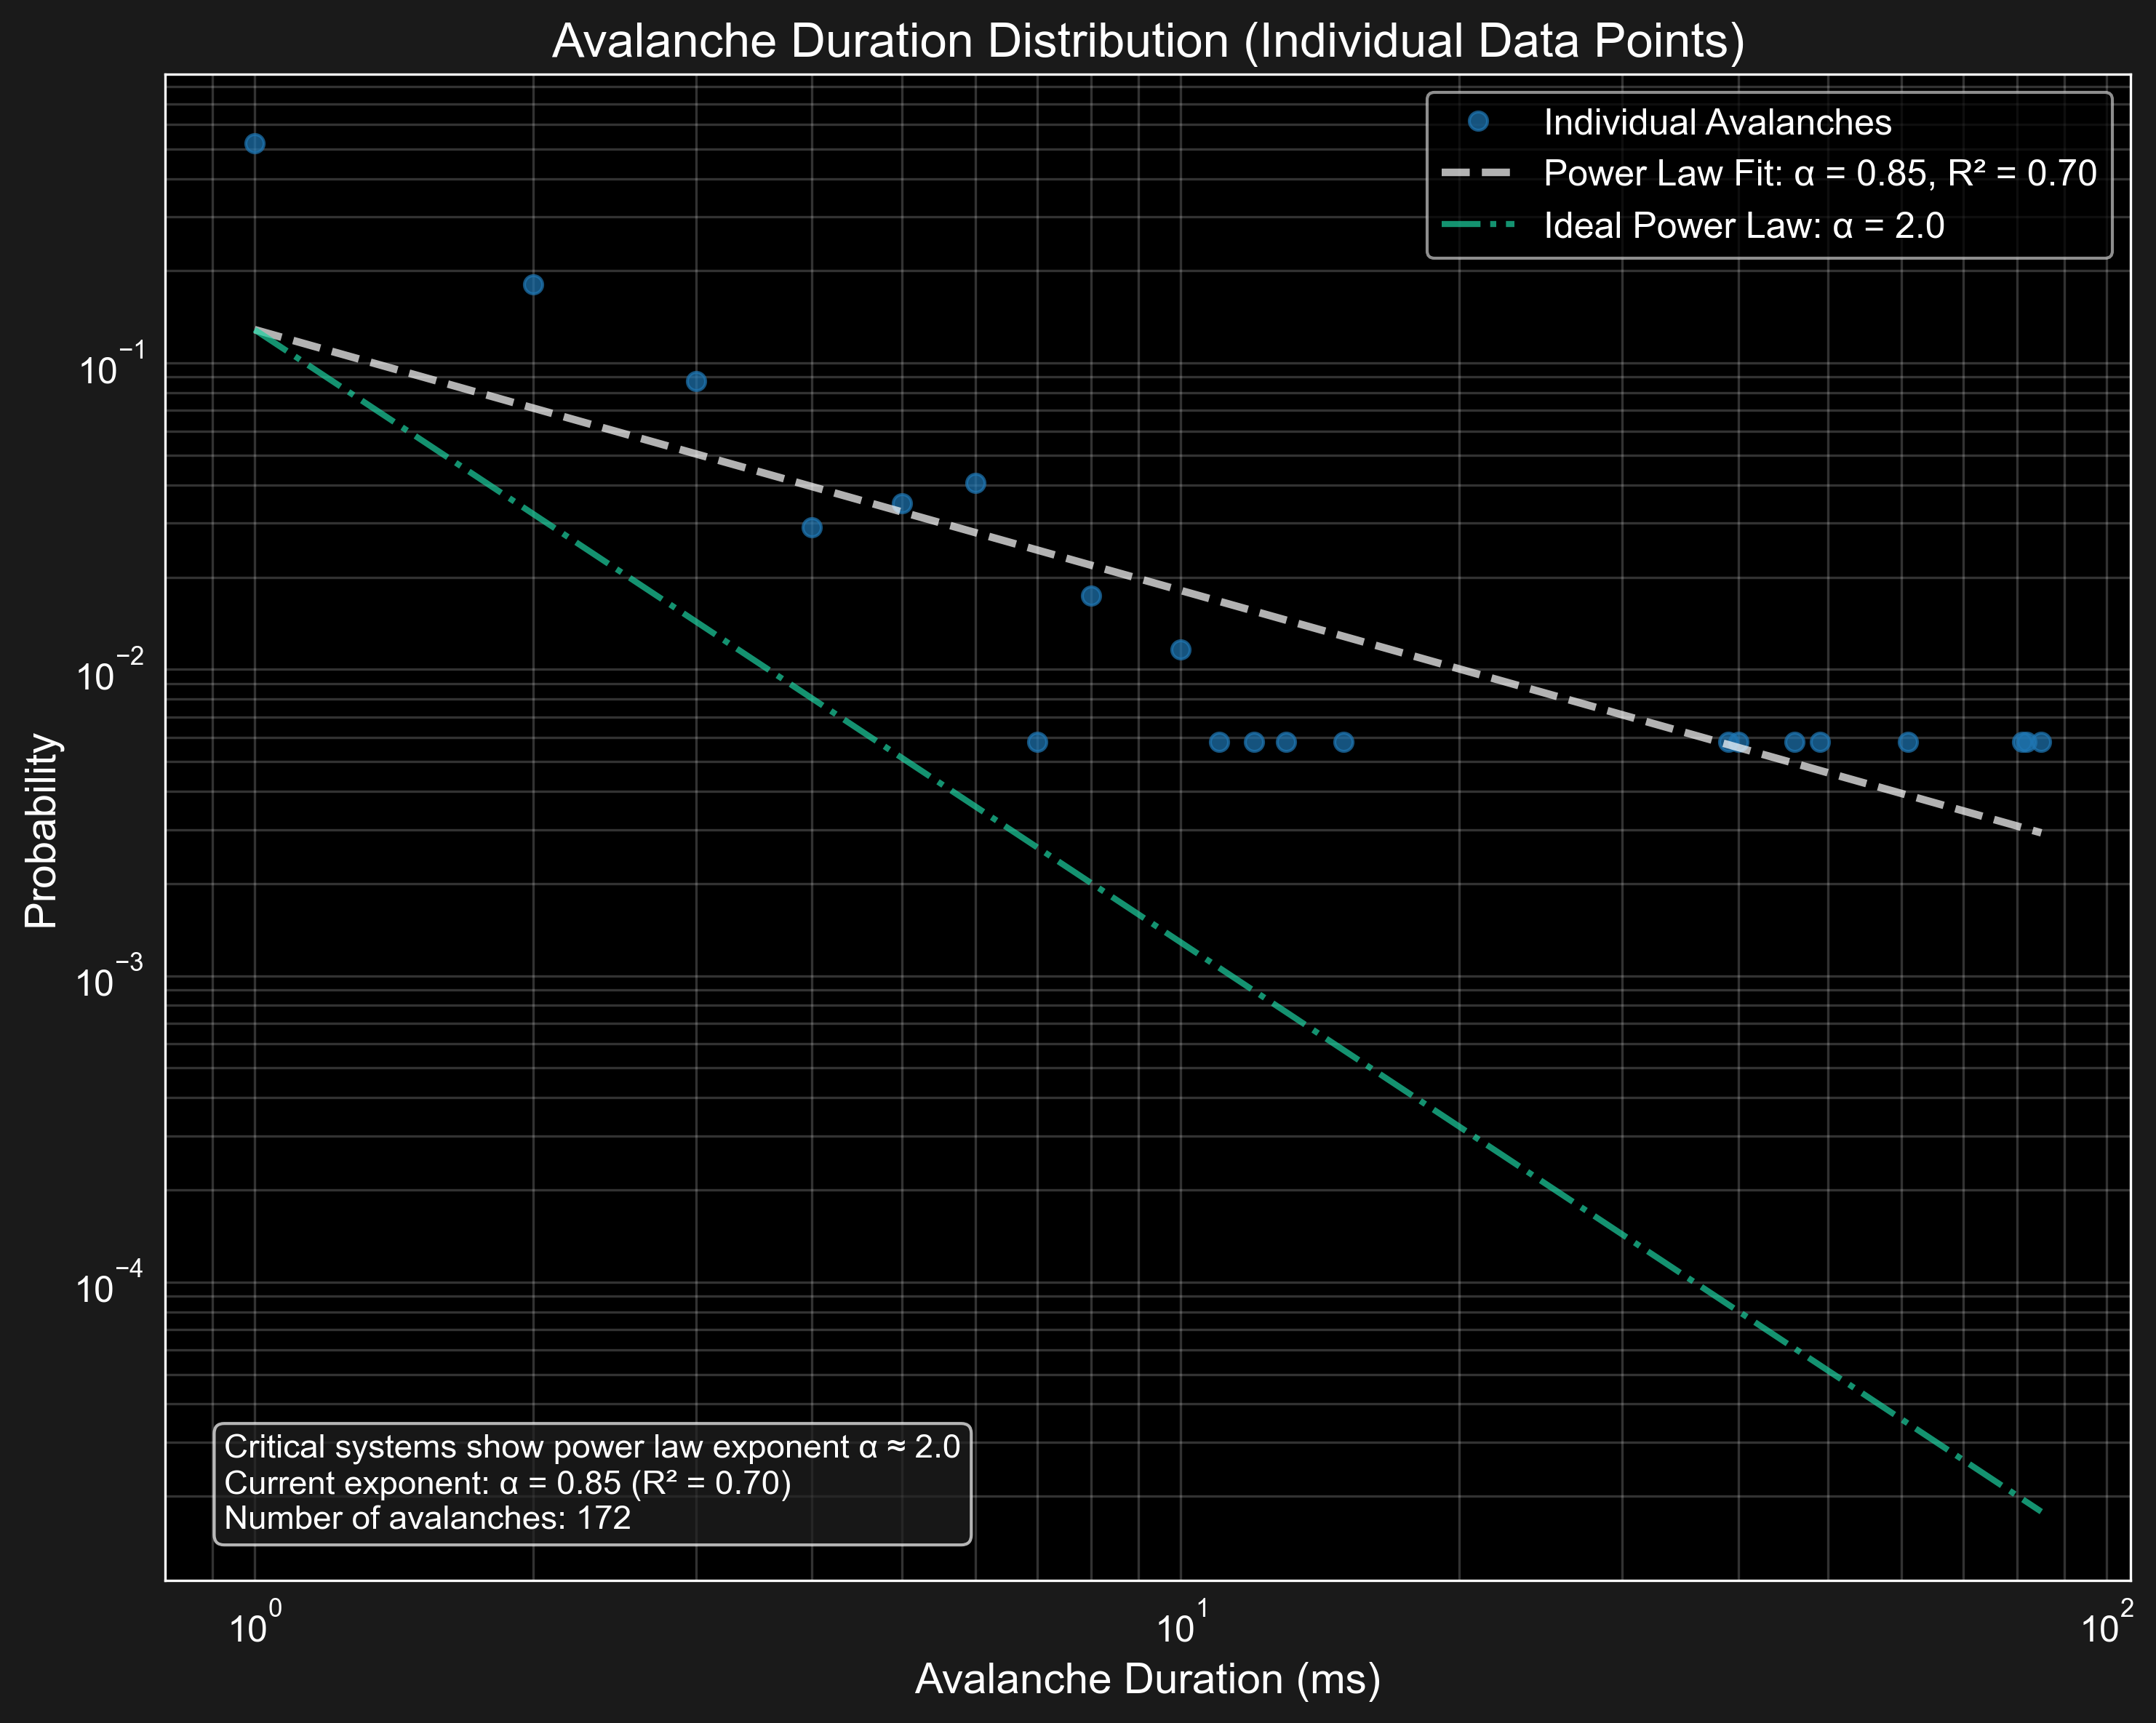 Avalanche Duration Distribution (Individual Data Points)
Individual Avalanches
Power Law Fit: α = 0.85, R² = 0.70
Ideal Power Law: α = 2.0
10⁻¹
10⁻²
10⁻³
10⁻⁴
Probability
Critical systems show power law exponent α ≈ 2.0
Current exponent: α = 0.85 (R² = 0.70)
Number of avalanches: 172
10⁰ 10¹ 10²
Avalanche Duration (ms)